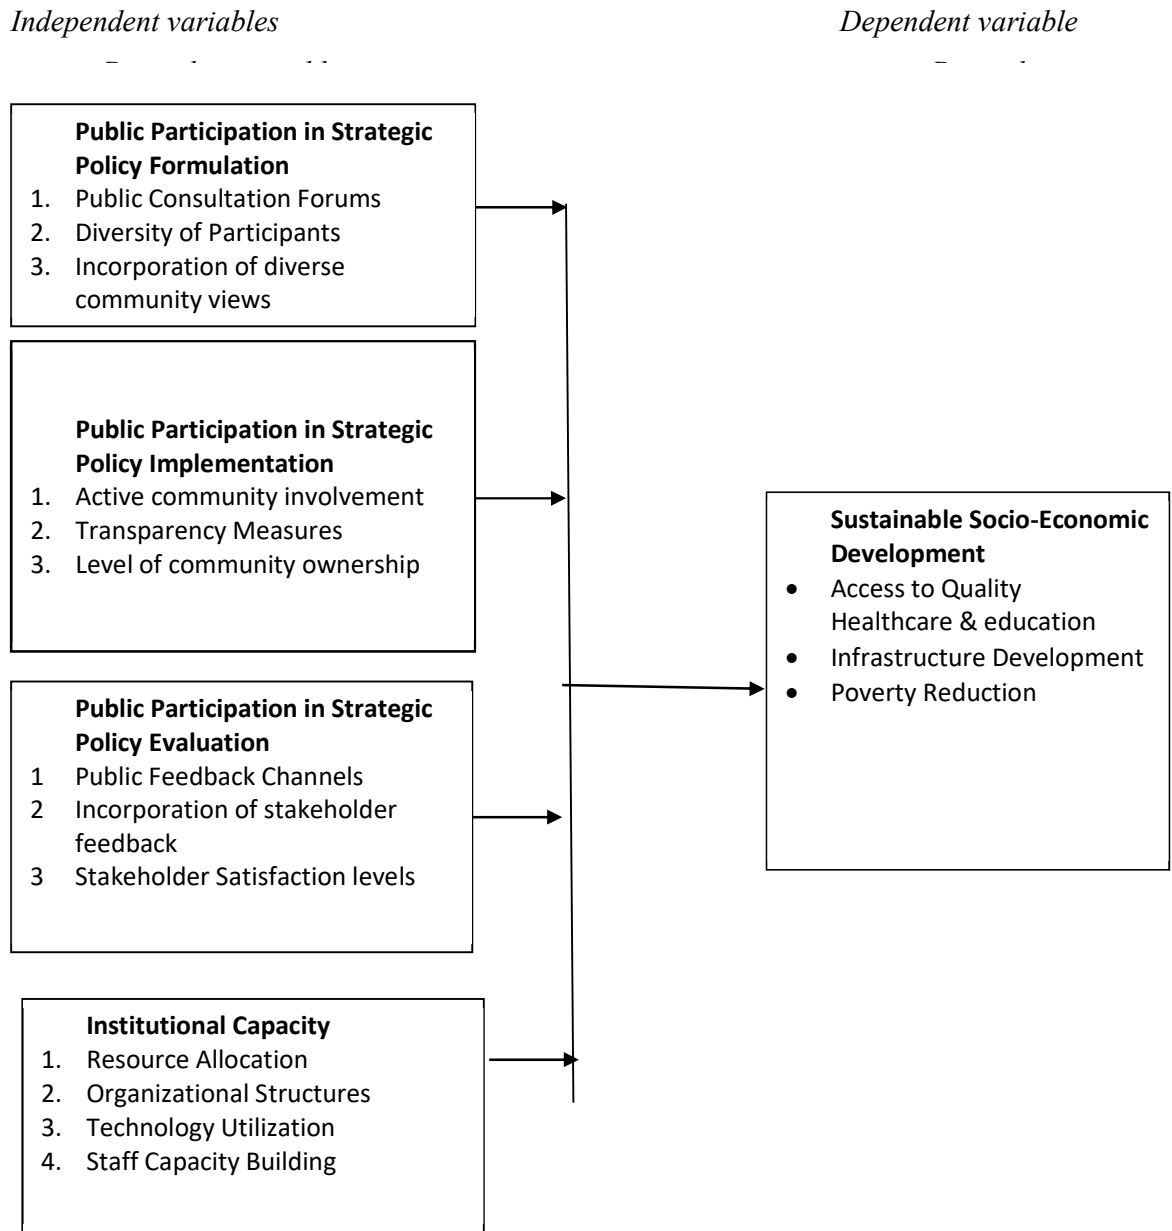 Independent variables
Dependent variable
Public Participation in Strategic
Policy Formulation
1. Public Consultation Forums
2. Diversity of Participants
3. Incorporation of diverse
community views
Public Participation in Strategic
Policy Implementation
1. Active community involvement
2. Transparency Measures
3. Level of community ownership
Public Participation in Strategic
Policy Evaluation
1 Public Feedback Channels
2 Incorporation of stakeholder
feedback
3 Stakeholder Satisfaction levels
Institutional Capacity
1. Resource Allocation
2. Organizational Structures
3. Technology Utilization
4. Staff Capacity Building
Sustainable Socio-Economic
Development
• Access to Quality
Healthcare & education
• Infrastructure Development
• Poverty Reduction